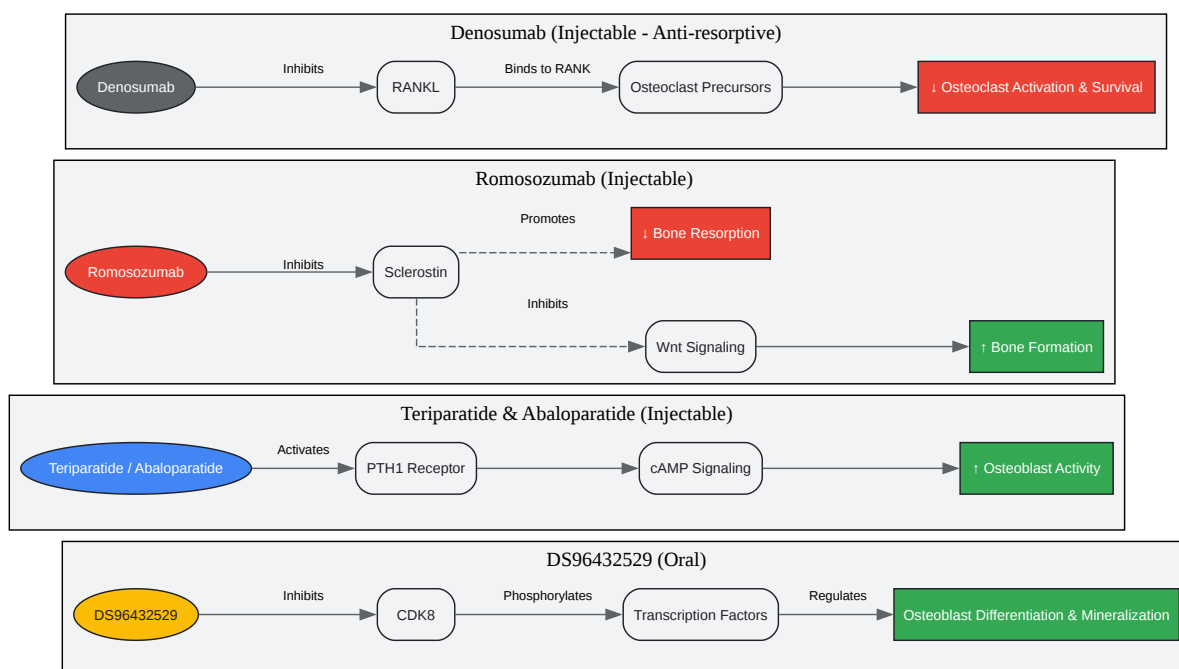 Denosumab (Injectable - Anti-resorptive)
Denosumab
Inhibits
RANKL
Binds to RANK
Osteoclast Precursors
↓ Osteoclast Activation & Survival
Romosozumab (Injectable)
Promotes
↓ Bone Resorption
Romosozumab
Inhibits
Sclerostin
Inhibits
Wnt Signaling
↑ Bone Formation
Teriparatide & Abaloparatide (Injectable)
Teriparatide / Abaloparatide
Activates
PTH1 Receptor
cAMP Signaling
↑ Osteoblast Activity
DS96432529 (Oral)
DS96432529
Inhibits
CDK8
Phosphorylates
Transcription Factors
Regulates
Osteoblast Differentiation & Mineralization